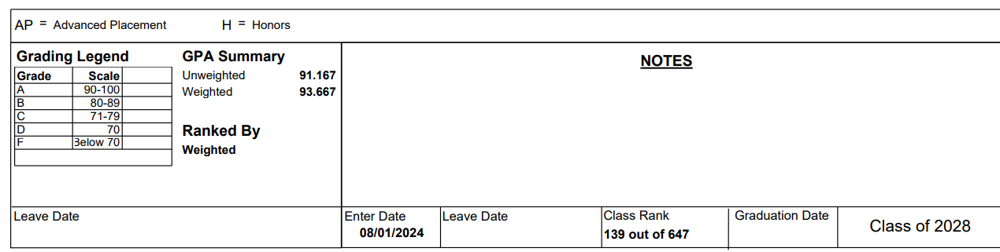 AP = Advanced Placement H = Honors
Grading Legend
Grade Scale
A 90-100
B 80-89
C 71-79
D 70
F Below 70
GPA Summary
Unweighted 91.167
Weighted 93.667
Ranked By
Weighted
NOTES
Leave Date
Enter Date
08/01/2024
Leave Date
Class Rank
139 out of 647
Graduation Date
Class of 2028